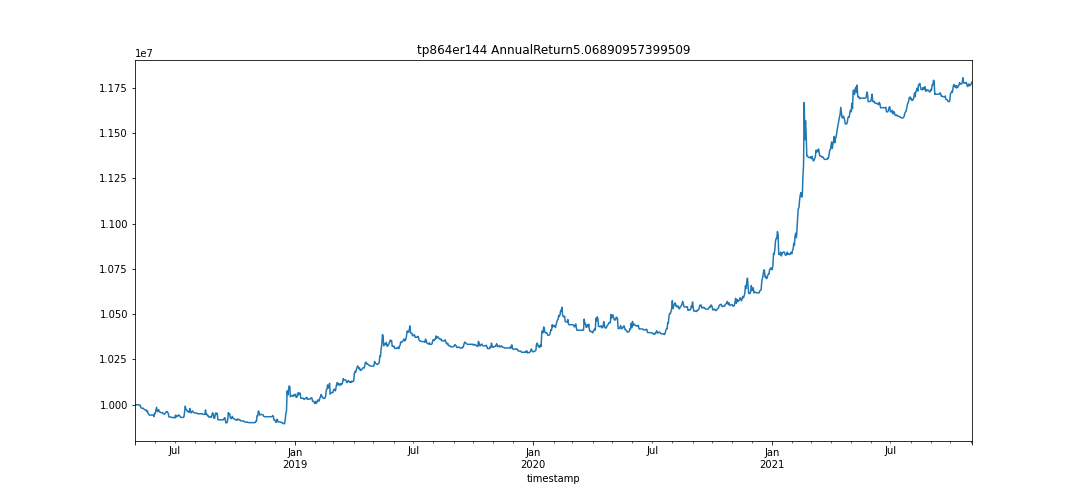 tp864er144 AnnualReturn5.06890957399509
1e7
1.175
1.150
1.125
1.100
1.075
1.050
1.025
1.000
Jul Jan Jul Jan Jul Jan Jul
2019 2020 2021
timestamp